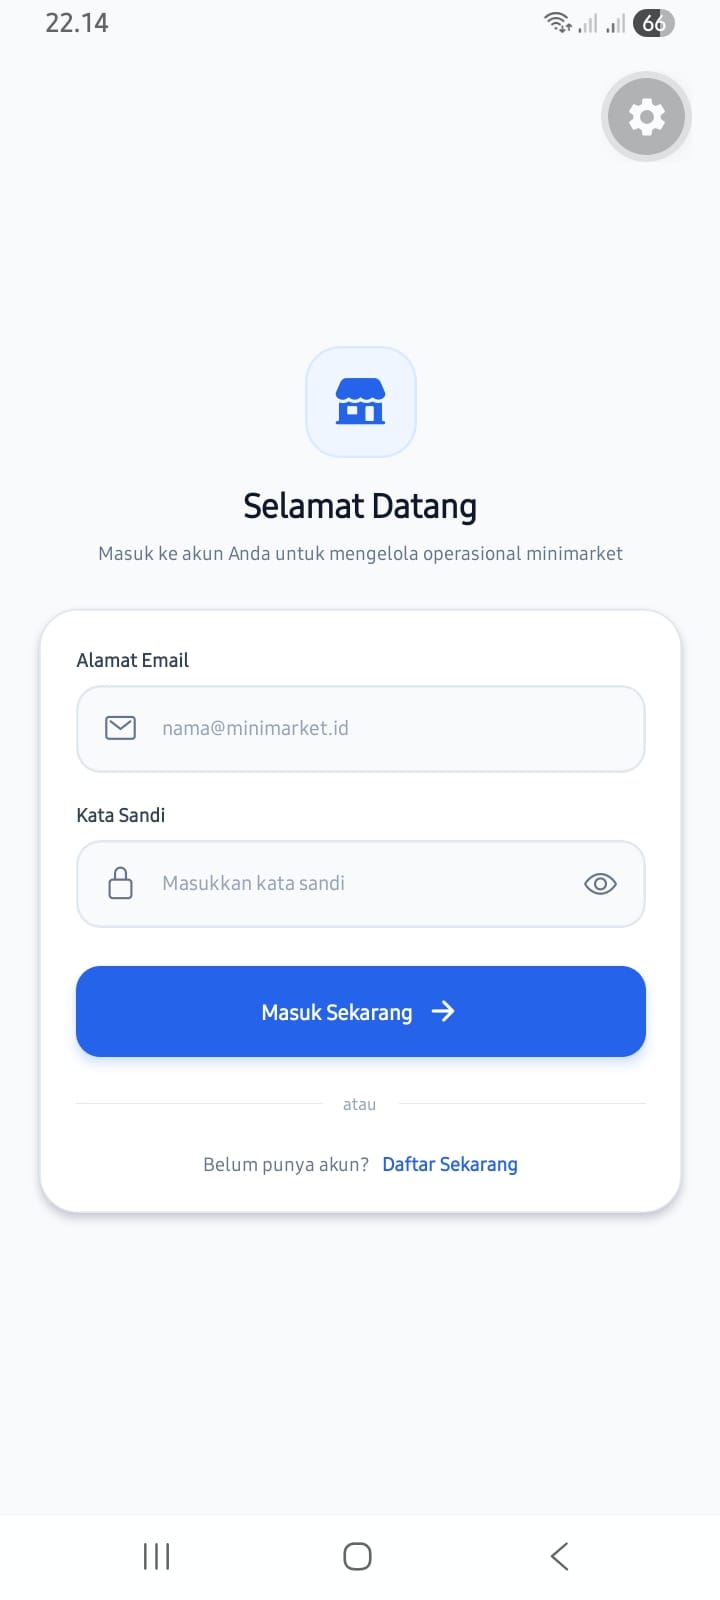 22.14
66
Selamat Datang
Masuk ke akun Anda untuk mengelola operasional minimarket
Alamat Email
nama@minimarket.id
Kata Sandi
Masukkan kata sandi
Masuk Sekarang →
atau
Belum punya akun? Daftar Sekarang